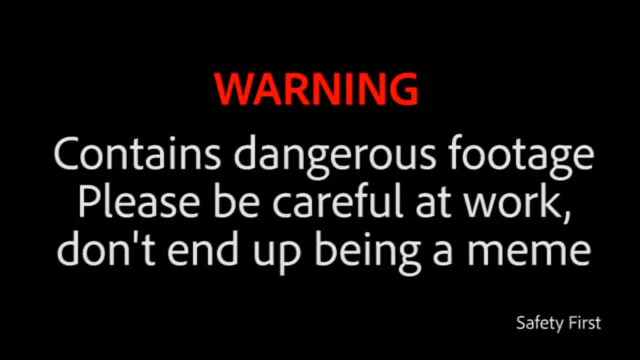 WARNING
Contains dangerous footage
Please be careful at work,
don't end up being a meme
Safety First